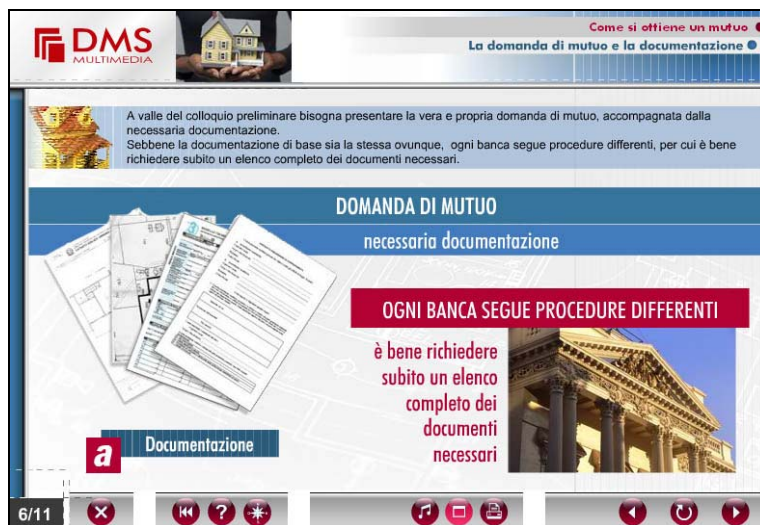 DMS
MULTIMEDIA
Come si ottiene un mutuo
La domanda di mutuo e la documentazione
A valle del colloquio preliminare bisogna presentare la vera e propria domanda di mutuo, accompagnata dalla
necessaria documentazione.
Sebbene la documentazione di base sia la stessa ovunque, ogni banca segue procedure differenti, per cui è bene
richiedere subito un elenco completo dei documenti necessari.
DOMANDA DI MUTUO
necessaria documentazione
OGNI BANCA SEGUE PROCEDURE DIFFERENTI
è bene richiedere
subito un elenco
completo dei
documenti
necessari
a Documentazione
6/11